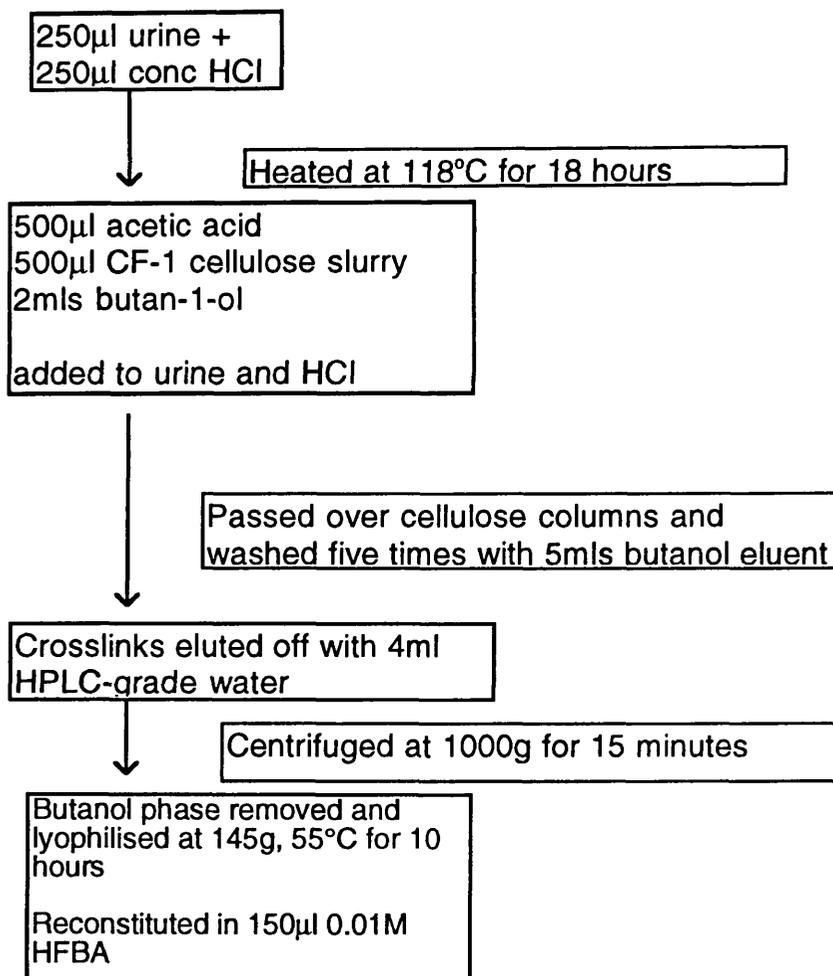 250µl urine +
250µl conc HCl
Heated at 118ºC for 18 hours
500µl acetic acid
500µl CF-1 cellulose slurry
2mls butan-1-ol
added to urine and HCl
Passed over cellulose columns and
washed five times with 5mls butanol eluent
Crosslinks eluted off with 4ml
HPLC-grade water
Centrifuged at 1000g for 15 minutes
Butanol phase removed and
lyophilised at 145g, 55°C for 10
hours
Reconstituted in 150µl 0.01M
HFBA